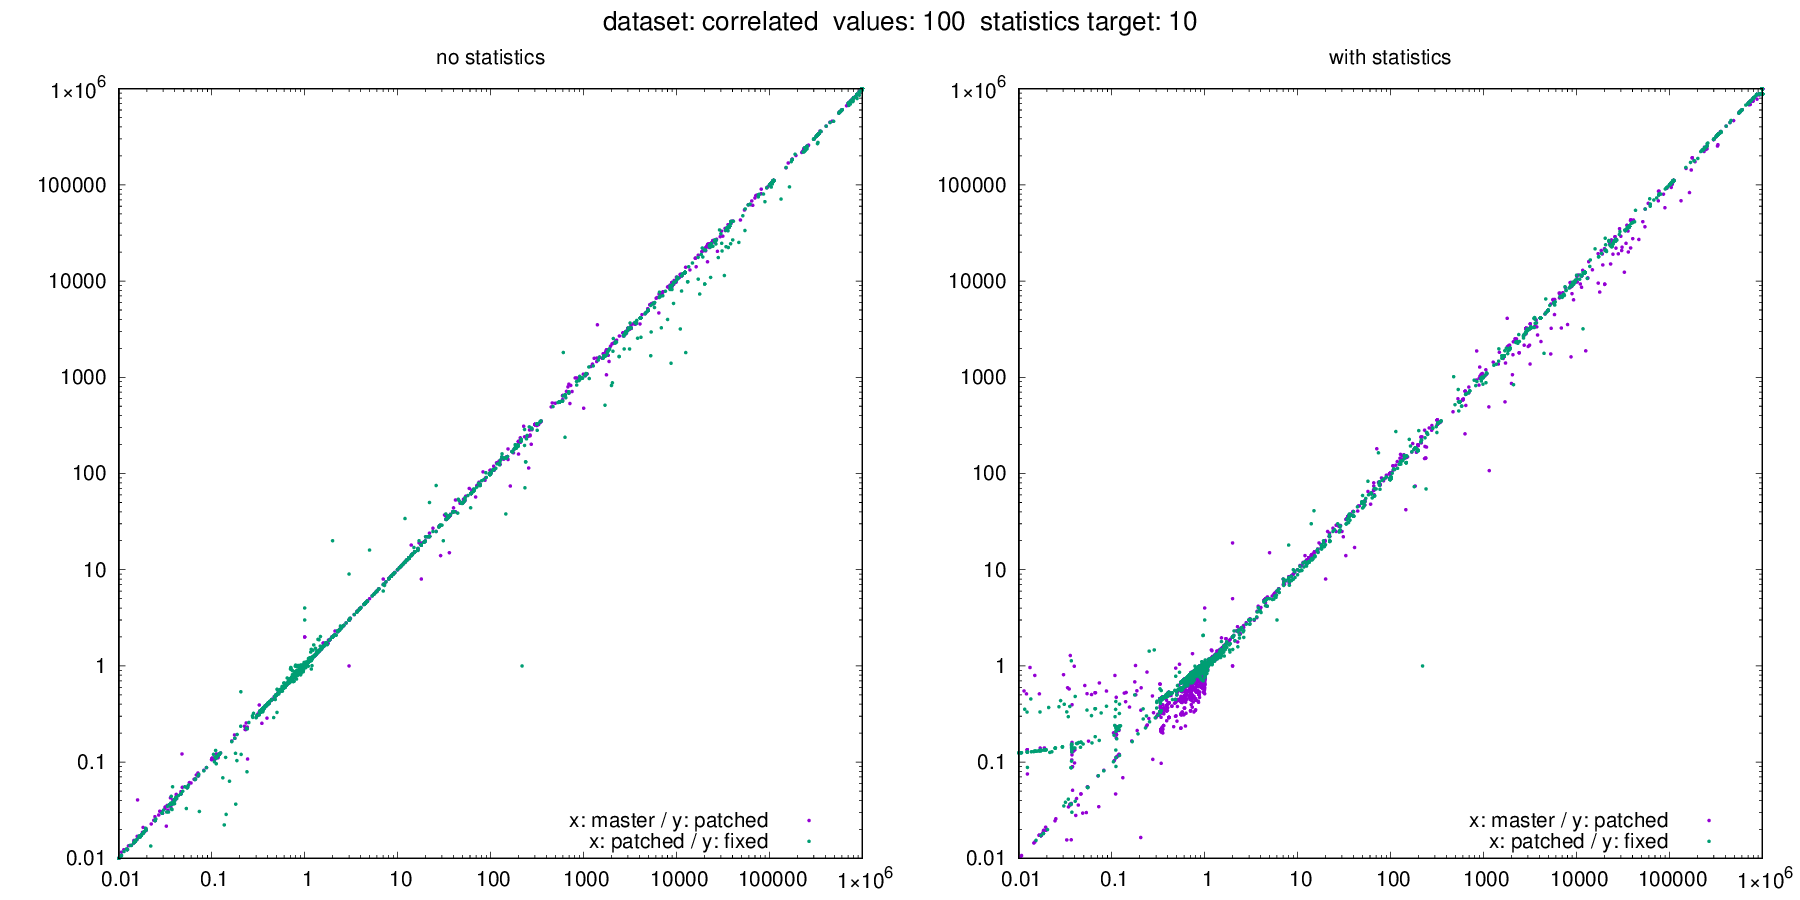 dataset: correlated  values: 100  statistics target: 10
no statistics
1×10⁶
100000
10000
1000
100
10
1
0.1
0.01
0.01 0.1 1 10 100 1000 10000 100000 1×10⁶
x: master / y: patched
x: patched / y: fixed
with statistics
1×10⁶
100000
10000
1000
100
10
1
0.1
0.01
0.01 0.1 1 10 100 1000 10000 100000 1×10⁶
x: master / y: patched
x: patched / y: fixed